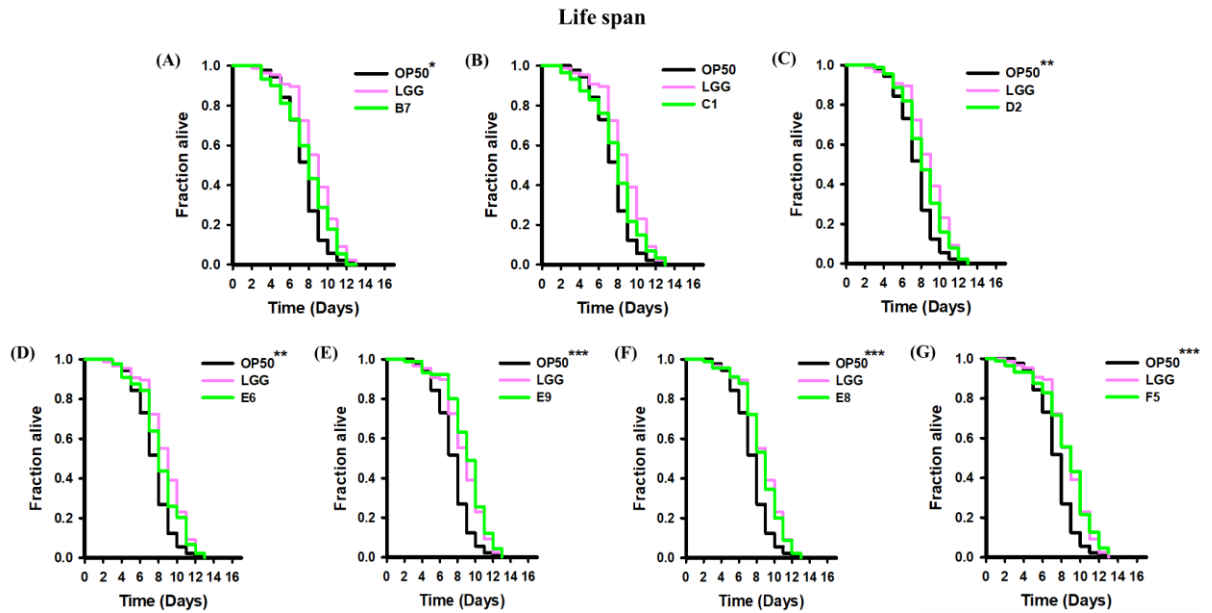 Life span
(A)
OP50*
LGG
B7
Fraction alive
1.0
0.8
0.6
0.4
0.2
0.0
0 2 4 6 8 10 12 14 16
Time (Days)
(B)
OP50
LGG
C1
Fraction alive
1.0
0.8
0.6
0.4
0.2
0.0
0 2 4 6 8 10 12 14 16
Time (Days)
(C)
OP50**
LGG
D2
Fraction alive
1.0
0.8
0.6
0.4
0.2
0.0
0 2 4 6 8 10 12 14 16
Time (Days)
(D)
OP50**
LGG
E6
Fraction alive
1.0
0.8
0.6
0.4
0.2
0.0
0 2 4 6 8 10 12 14 16
Time (Days)
(E)
OP50***
LGG
E9
Fraction alive
1.0
0.8
0.6
0.4
0.2
0.0
0 2 4 6 8 10 12 14 16
Time (Days)
(F)
OP50***
LGG
E8
Fraction alive
1.0
0.8
0.6
0.4
0.2
0.0
0 2 4 6 8 10 12 14 16
Time (Days)
(G)
OP50***
LGG
F5
Fraction alive
1.0
0.8
0.6
0.4
0.2
0.0
0 2 4 6 8 10 12 14 16
Time (Days)